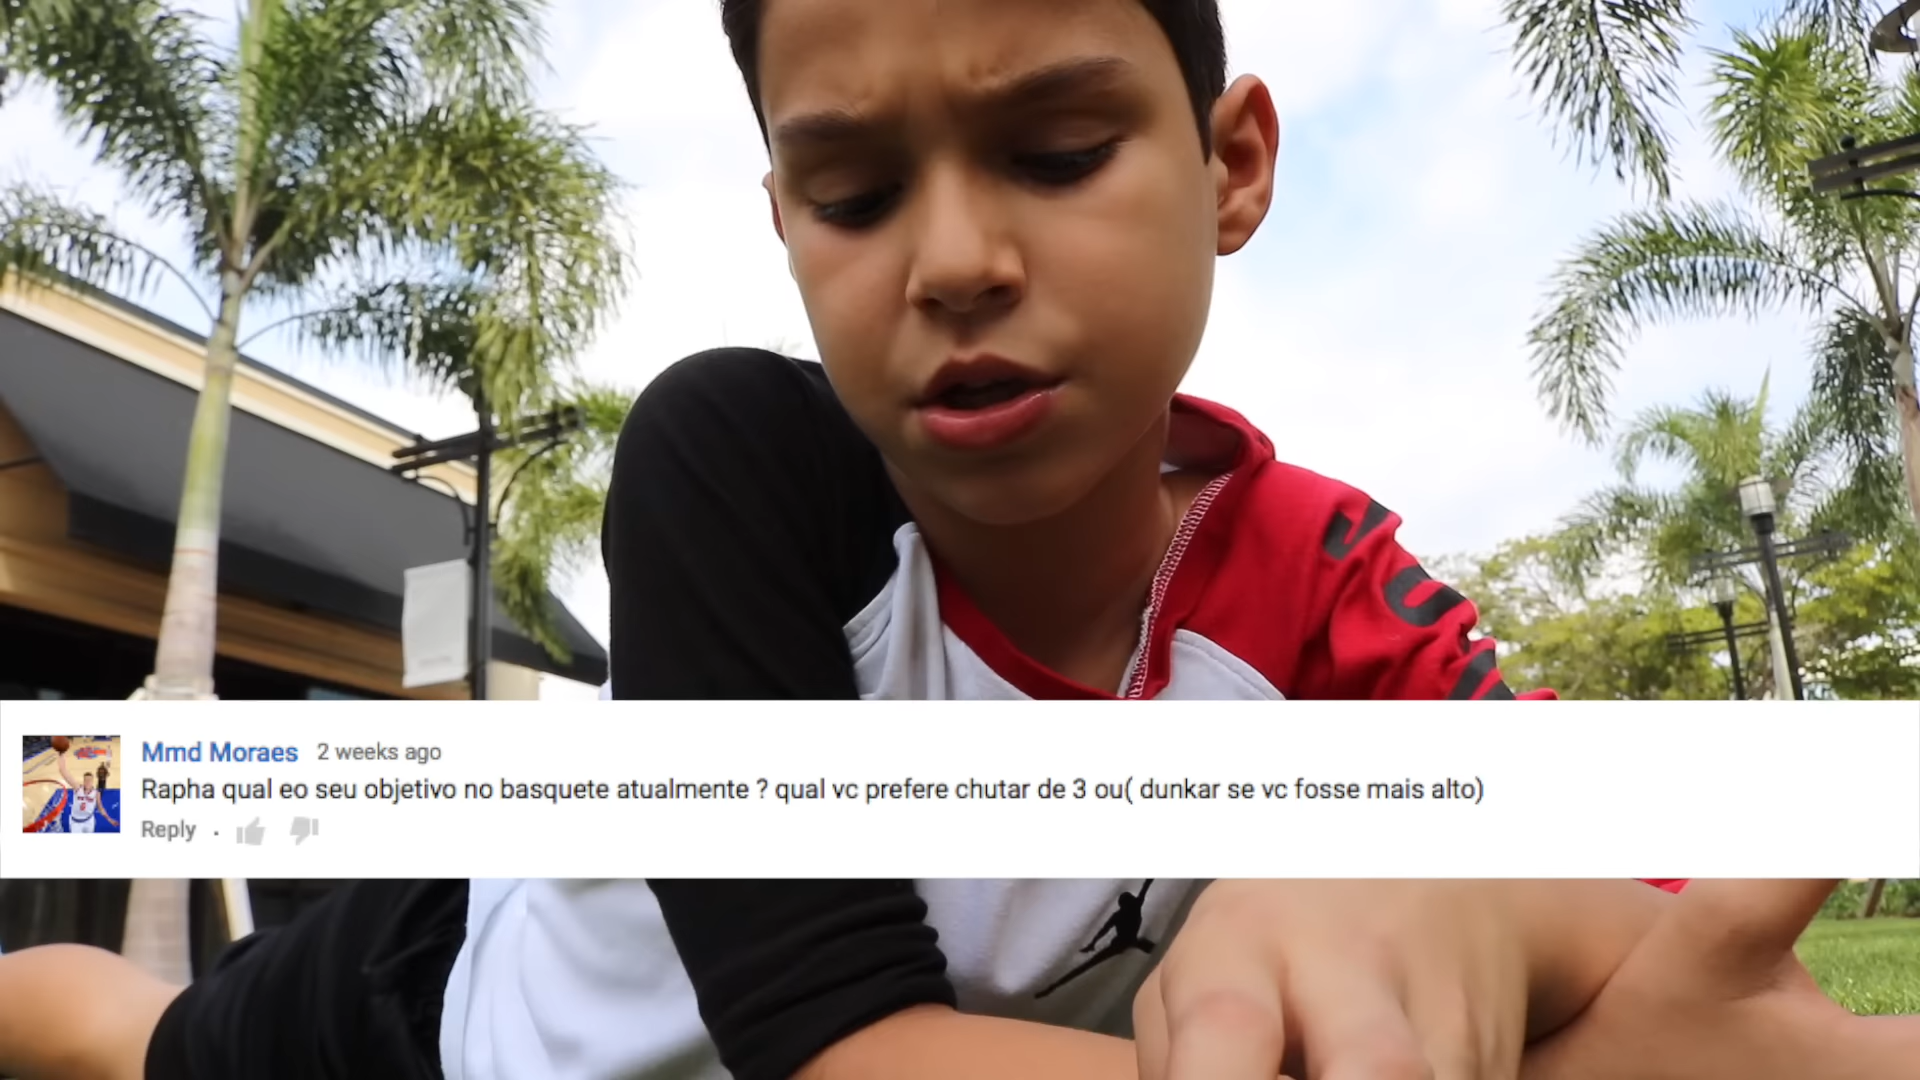 Mmd Moraes 2 weeks ago
Rapha qual eo seu objetivo no basquete atualmente ? qual vc prefere chutar de 3 ou( dunkar se vc fosse mais alto)
Reply .